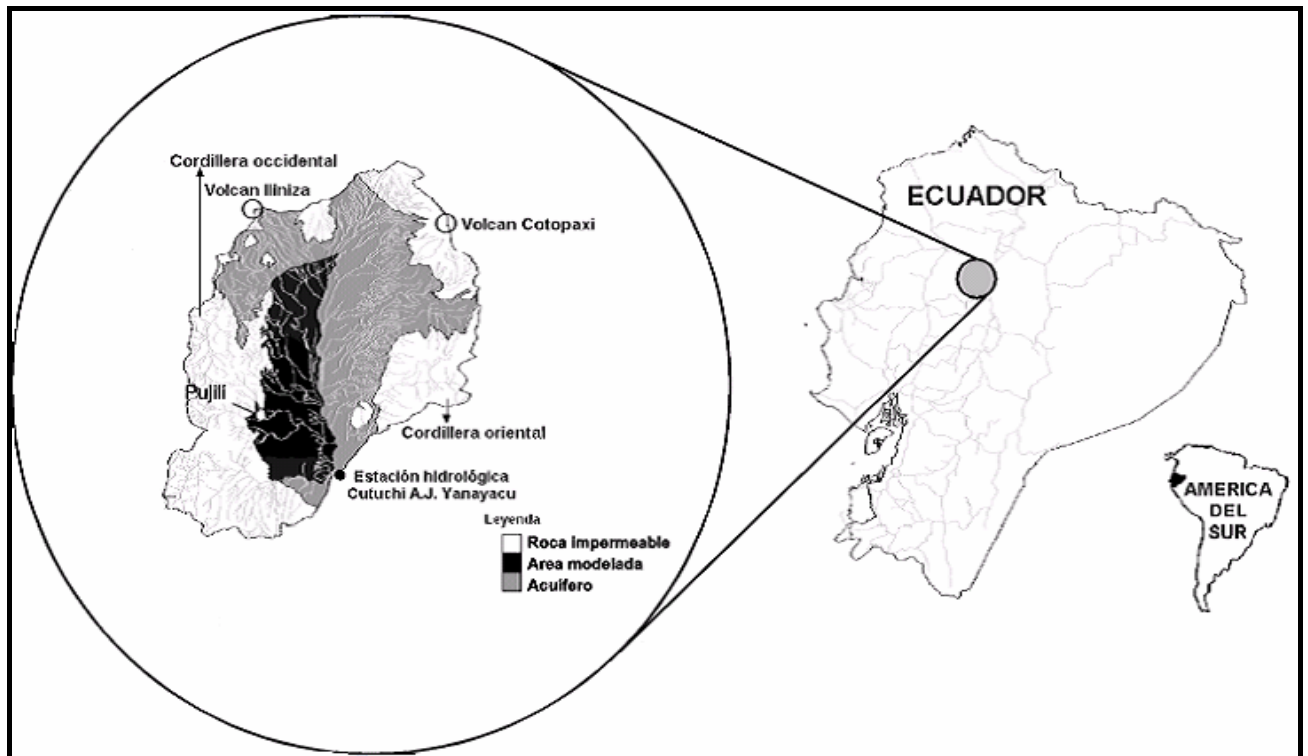 Cordillera occidental
Volcan Iliniza
Volcan Cotopaxi
Pujilí
Cordillera oriental
Estación hidrológica
Cutuchi A.J. Yanayacu
Leyenda
Roca impermeable
Area modelada
Acuifero
ECUADOR
AMERICA
DEL
SUR